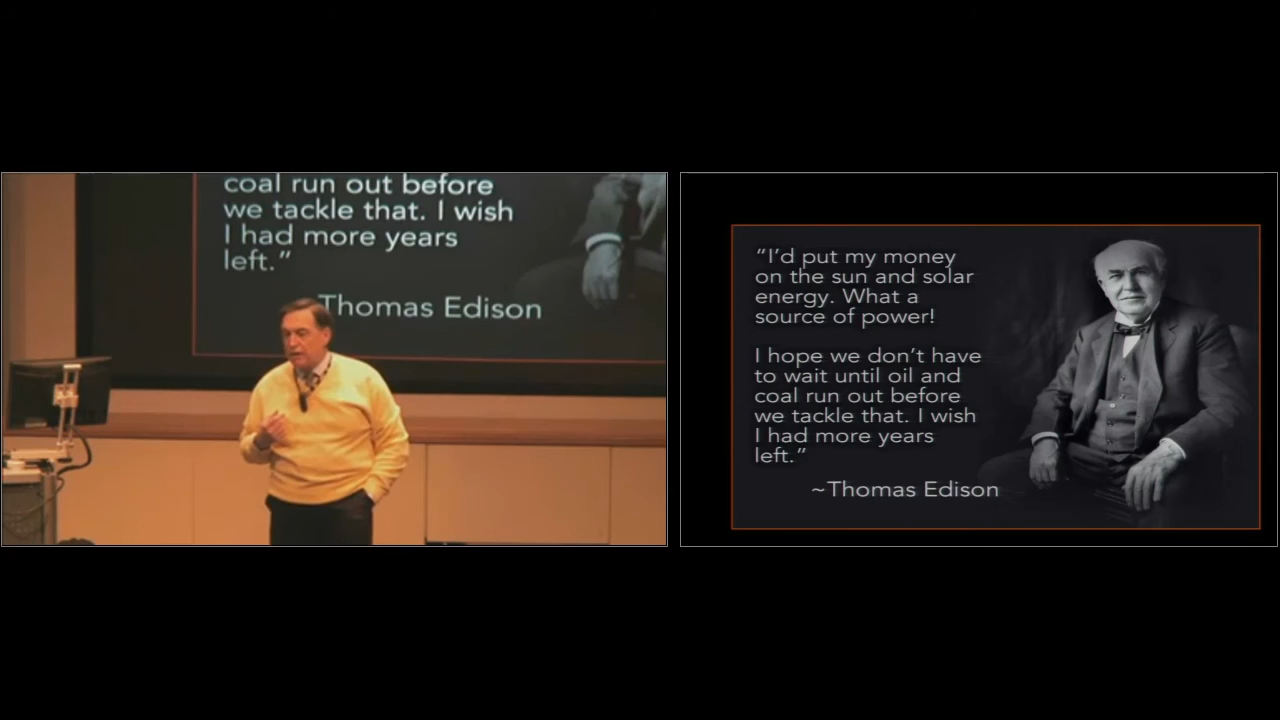 coal run out before
we tackle that. I wish
I had more years
left.”
Thomas Edison
“I’d put my money
on the sun and solar
energy. What a
source of power!
I hope we don’t have
to wait until oil and
coal run out before
we tackle that. I wish
I had more years
left.”
~Thomas Edison